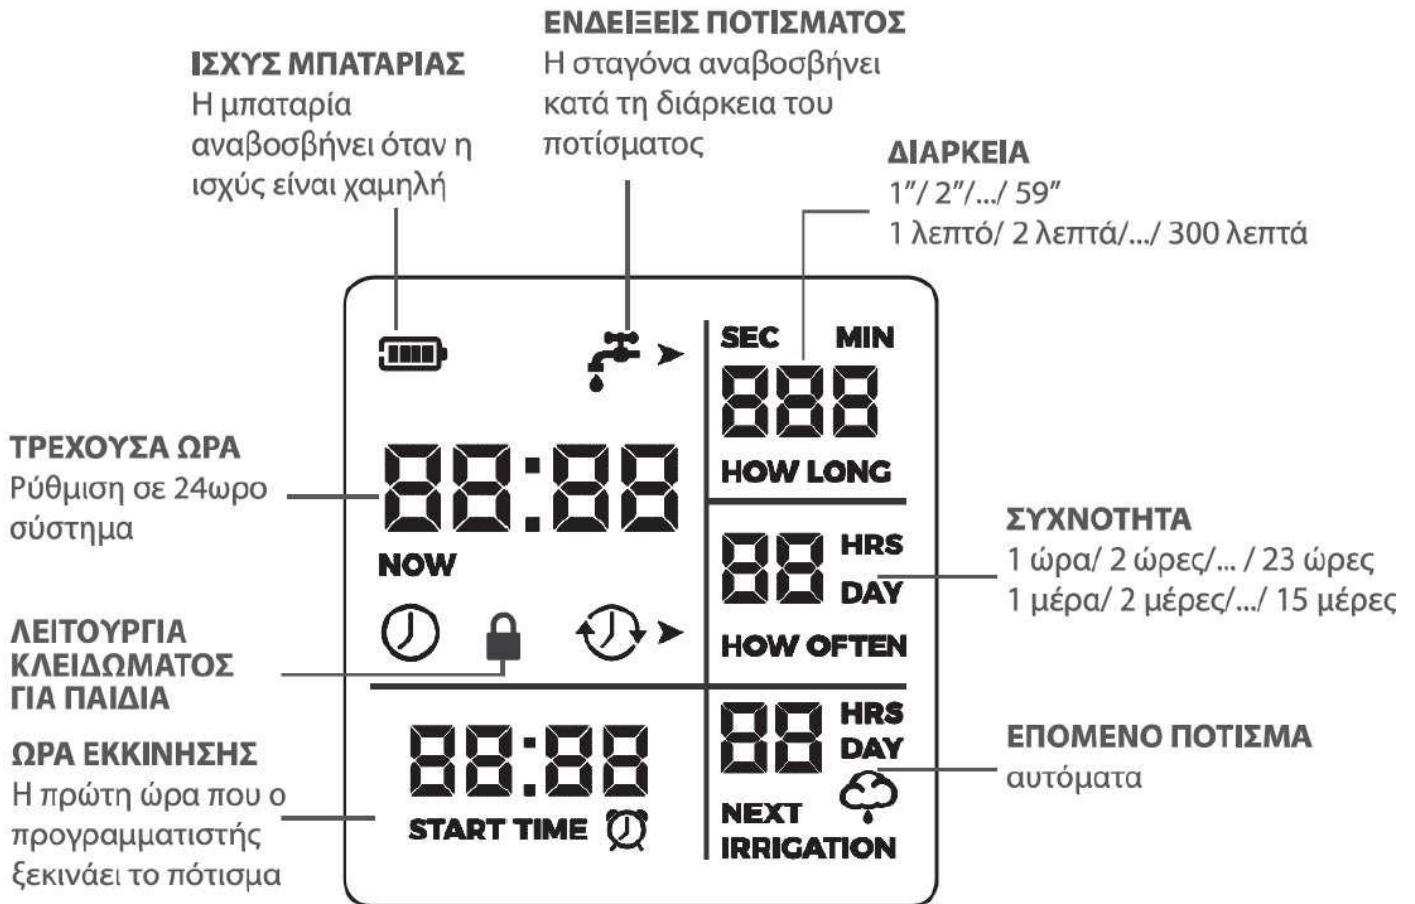 ΕΝΔΕΙΞΕΙΣ ΠΟΤΙΣΜΑΤΟΣ
Η σταγόνα αναβοσβήνει
κατά τη διάρκεια του
ποτίσματος
ΙΣΧΥΣ ΜΠΑΤΑΡΙΑΣ
Η μπαταρία
αναβοσβήνει όταν η
ισχύς είναι χαμηλή
ΔΙΑΡΚΕΙΑ
1″/ 2″/.../ 59″
1 λεπτό/ 2 λεπτά/.../ 300 λεπτά
SEC MIN
888
HOW LONG
ΤΡΕΧΟΥΣΑ ΩΡΑ
Ρύθμιση σε 24ωρο
σύστημα
88:88
NOW
ΣΥΧΝΟΤΗΤΑ
1 ώρα/ 2 ώρες/... / 23 ώρες
1 μέρα/ 2 μέρες/.../ 15 μέρες
88 HRS
DAY
HOW OFTEN
ΛΕΙΤΟΥΡΓΙΑ
ΚΛΕΙΔΩΜΑΤΟΣ
ΓΙΑ ΠΑΙΔΙΑ
ΩΡΑ ΕΚΚΙΝΗΣΗΣ
Η πρώτη ώρα που ο
προγραμματιστής
ξεκινάει το πότισμα
88:88
START TIME
88 HRS
DAY
NEXT
IRRIGATION
ΕΠΟΜΕΝΟ ΠΟΤΙΣΜΑ
αυτόματα